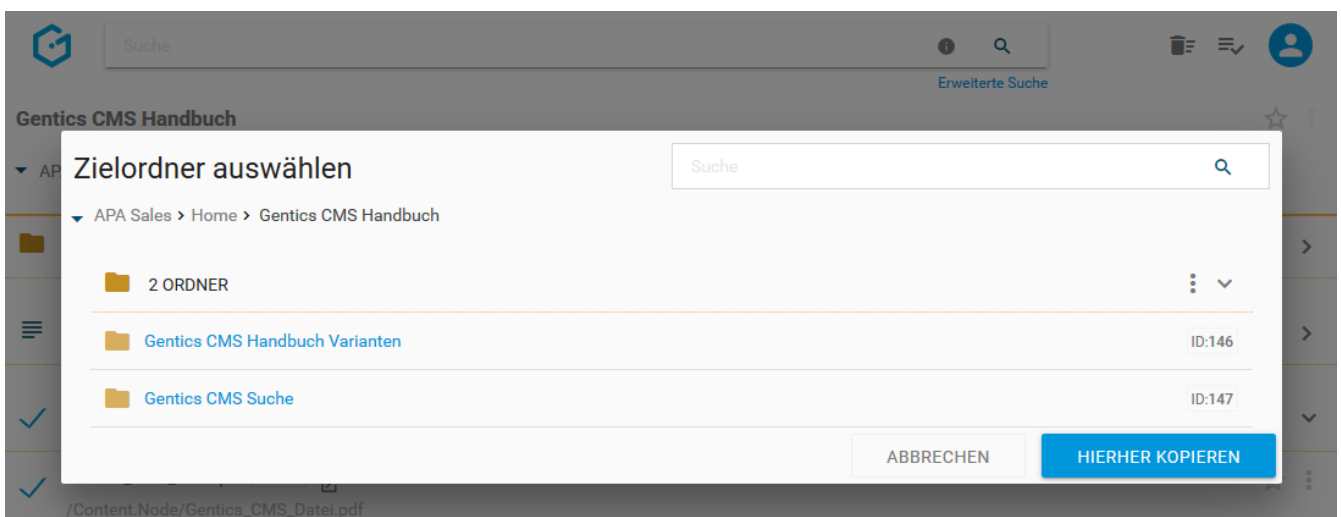 Suche
Erweiterte Suche
Gentics CMS Handbuch
AP
Zielordner auswählen
Suche
APA Sales > Home > Gentics CMS Handbuch
2 ORDNER
Gentics CMS Handbuch Varianten
ID:146
Gentics CMS Suche
ID:147
ABBRECHEN
HIERHER KOPIEREN
/Content.Node/Gentics_CMS_Datei.pdf